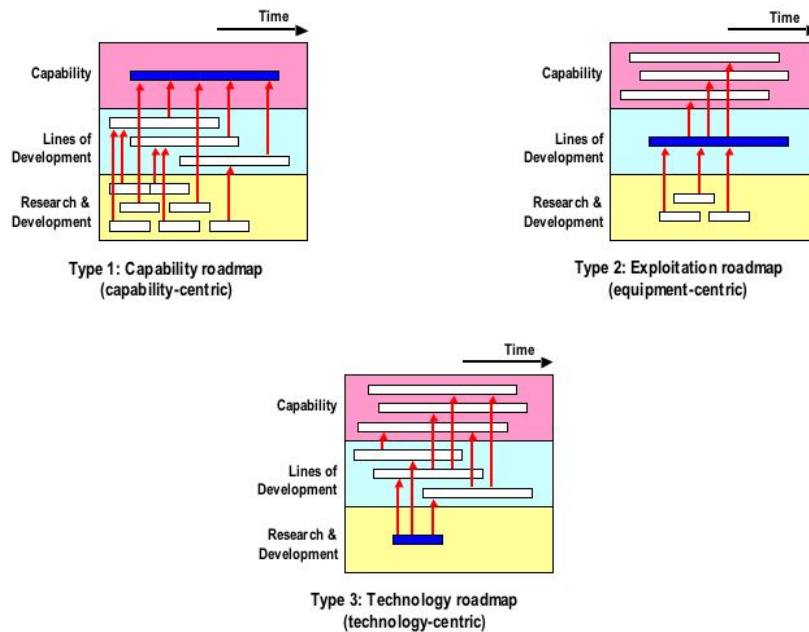 Time
Capability
Lines of
Development
Research &
Development
Type 1: Capability roadmap
(capability-centric)
Time
Capability
Lines of
Development
Research &
Development
Type 2: Exploitation roadmap
(equipment-centric)
Time
Capability
Lines of
Development
Research &
Development
Type 3: Technology roadmap
(technology-centric)